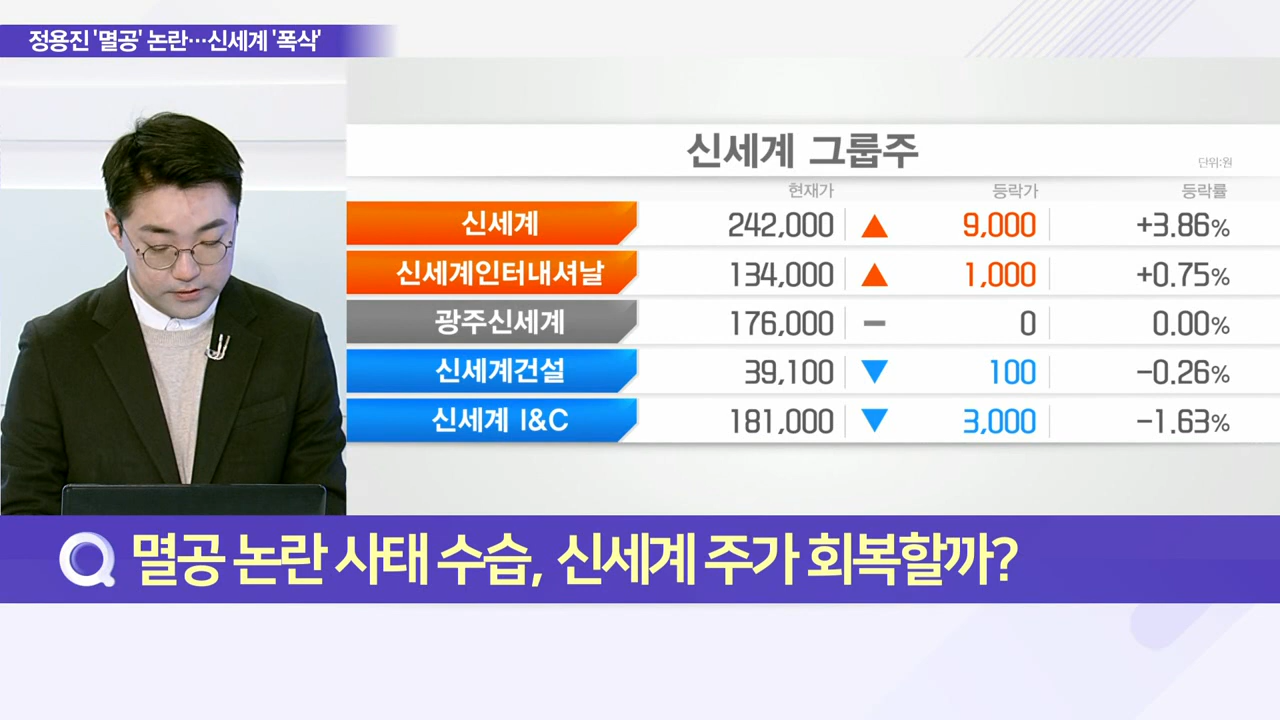 정용진 '멸공' 논란…신세계 '폭삭'
신세계 그룹주
단위:원
현재가 등락가 등락률
신세계 242,000 ▲ 9,000 +3.86%
신세계인터내셔날 134,000 ▲ 1,000 +0.75%
광주신세계 176,000 – 0 0.00%
신세계건설 39,100 ▼ 100 -0.26%
신세계 I&C 181,000 ▼ 3,000 -1.63%
Q 멸공 논란 사태 수습, 신세계 주가 회복할까?